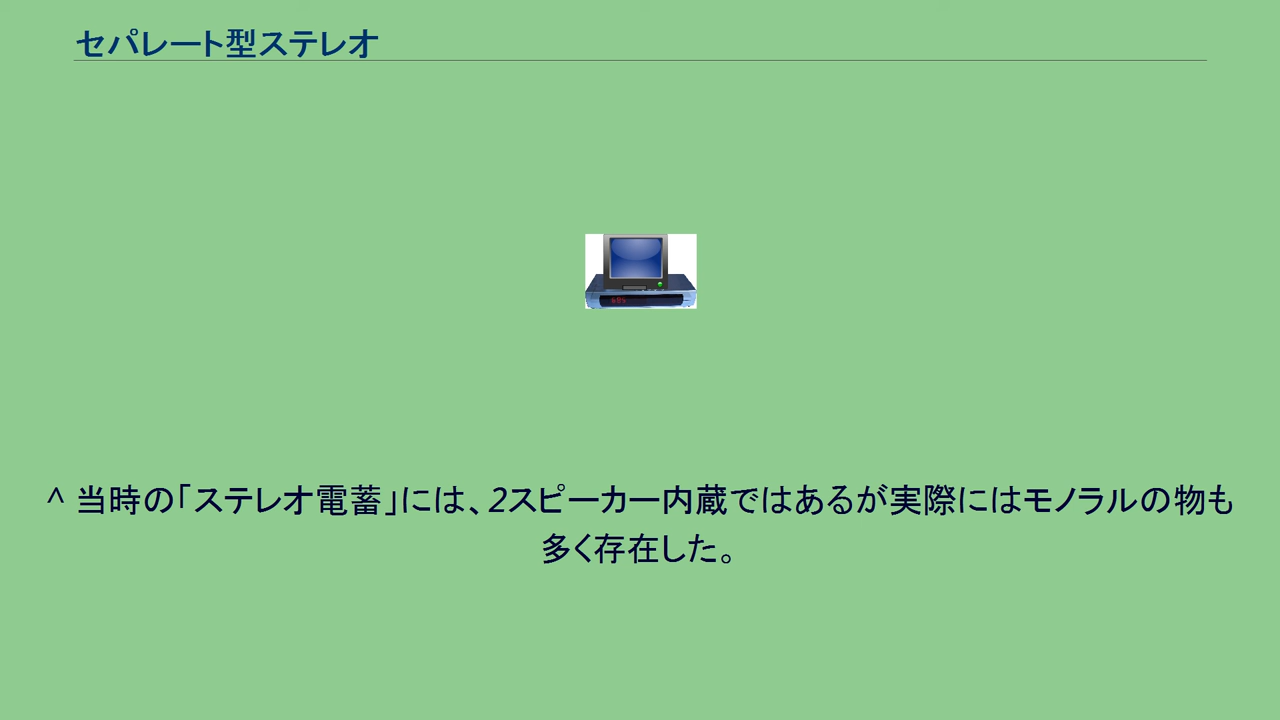 セパレート型ステレオ
685
^ 当時の「ステレオ電蓄」には、2スピーカー内蔵ではあるが実際にはモノラルの物も
多く存在した。